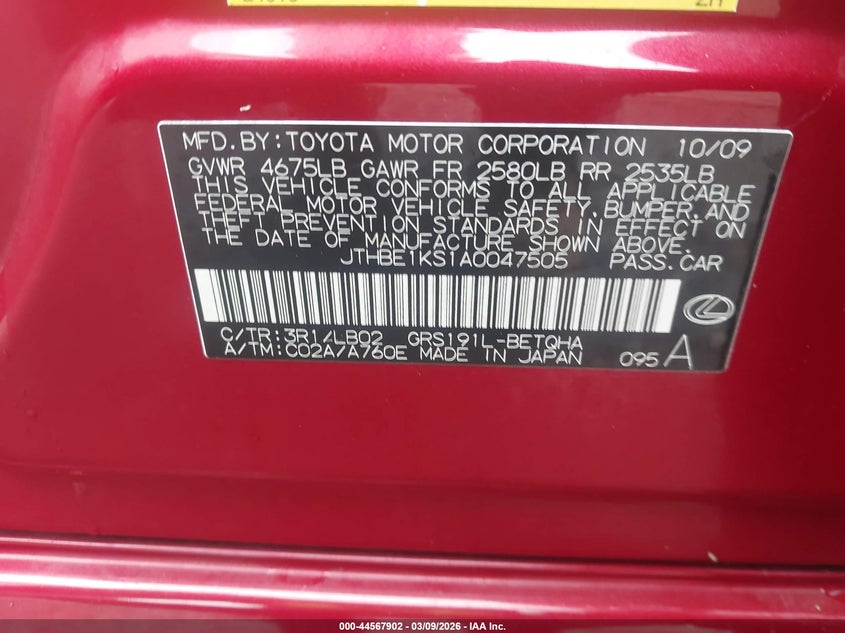 MFD.BY:TOYOTA MOTOR CORPORATION 10/09
GVWR 4675LB GAWR FR 2580LB RR 2535LB
THIS VEHICLE CONFORMS TO ALL APPLICABLE
FEDERAL MOTOR VEHICLE SAFETY,BUMPER,AND
THEFT PREVENTION STANDARDS IN EFFECT ON
THE DATE OF MANUFACTURE SHOWN ABOVE.
JTHBE1KS1A0047505 PASS.CAR
C/TR:3R1/LB02 GRS191L-BETQHA
A/TM:C02A/A760E MADE IN JAPAN 095 A
000-44567902 | 03/09/2026 - IAA Inc.